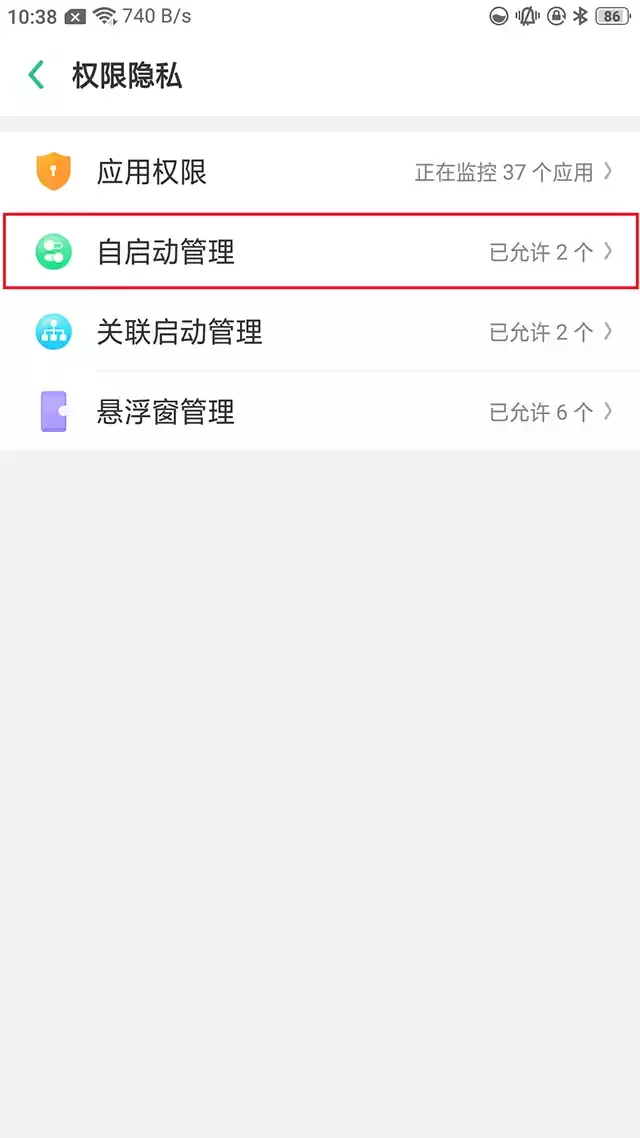 10:38 740 B/s 86
权限隐私
应用权限 正在监控 37 个应用
自启动管理 已允许 2 个
关联启动管理 已允许 2 个
悬浮窗管理 已允许 6 个